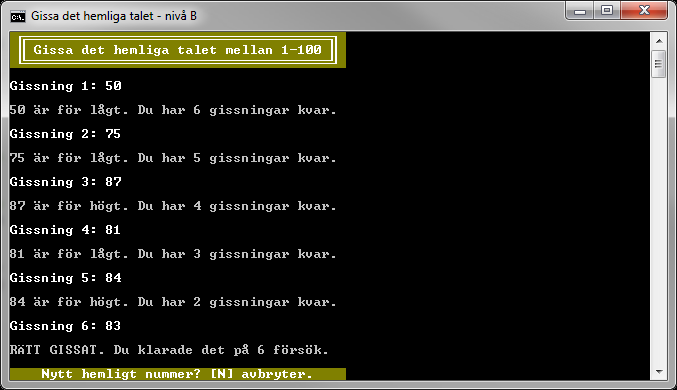 Gissa det hemliga talet - nivå B
Gissa det hemliga talet mellan 1-100
Gissning 1: 50
50 är för lågt. Du har 6 gissningar kvar.
Gissning 2: 75
75 är för lågt. Du har 5 gissningar kvar.
Gissning 3: 87
87 är för högt. Du har 4 gissningar kvar.
Gissning 4: 81
81 är för lågt. Du har 3 gissningar kvar.
Gissning 5: 84
84 är för högt. Du har 2 gissningar kvar.
Gissning 6: 83
RäTT GISSAT. Du klarade det på 6 försök.
Nytt hemligt nummer? [N] avbryter.